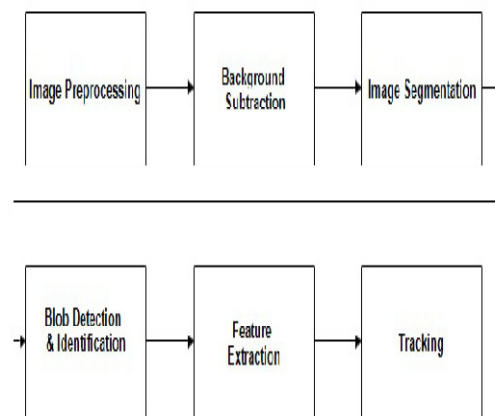 Image Preprocessing
Background
Subtraction
Image Segmentation
Blob Detection
& Identification
Feature
Extraction
Tracking